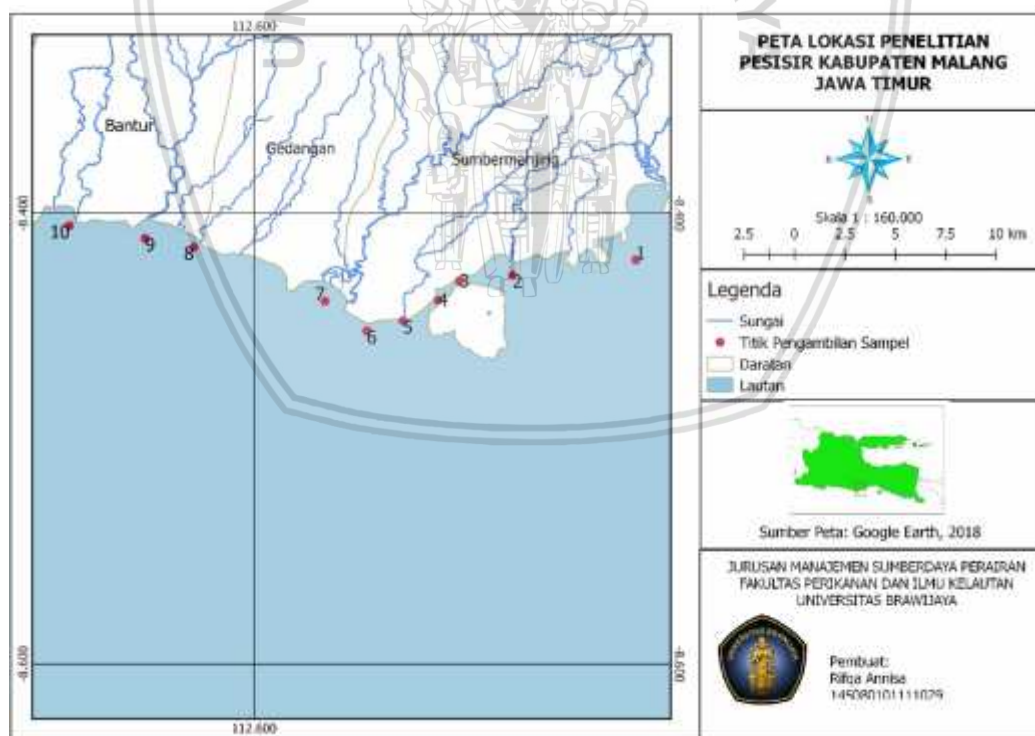 112.600
-8.400
-8.400
Bantur
Gedangan
Sumbermanjing
10
9
8
7
6
5
4
3
2
1
-8.600
-8.600
112.600
PETA LOKASI PENELITIAN
PESISIR KABUPATEN MALANG
JAWA TIMUR
Skala 1 : 160.000
2.5 0 2.5 5 7.5 10 km
Legenda
Sungai
Titik Pengambilan Sampel
Daratan
Lautan
Sumber Peta: Google Earth, 2018
JURUSAN MANAJEMEN SUMBERDAYA PERAIRAN
FAKULTAS PERIKANAN DAN ILMU KELAUTAN
UNIVERSITAS BRAWIJAYA
Pembuat:
Rifqa Annisa
145080101111029